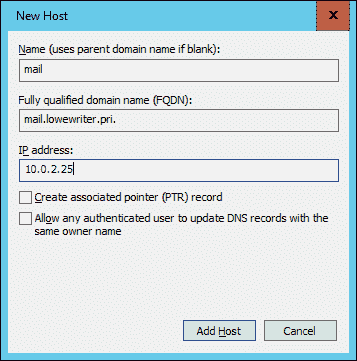 New Host
x
Name (uses parent domain name if blank):
mail
Fully qualified domain name (FQDN):
mail.lowewriter.pri.
IP address:
10.0.2.25
Create associated pointer (PTR) record
Allow any authenticated user to update DNS records with the
same owner name
Add Host Cancel